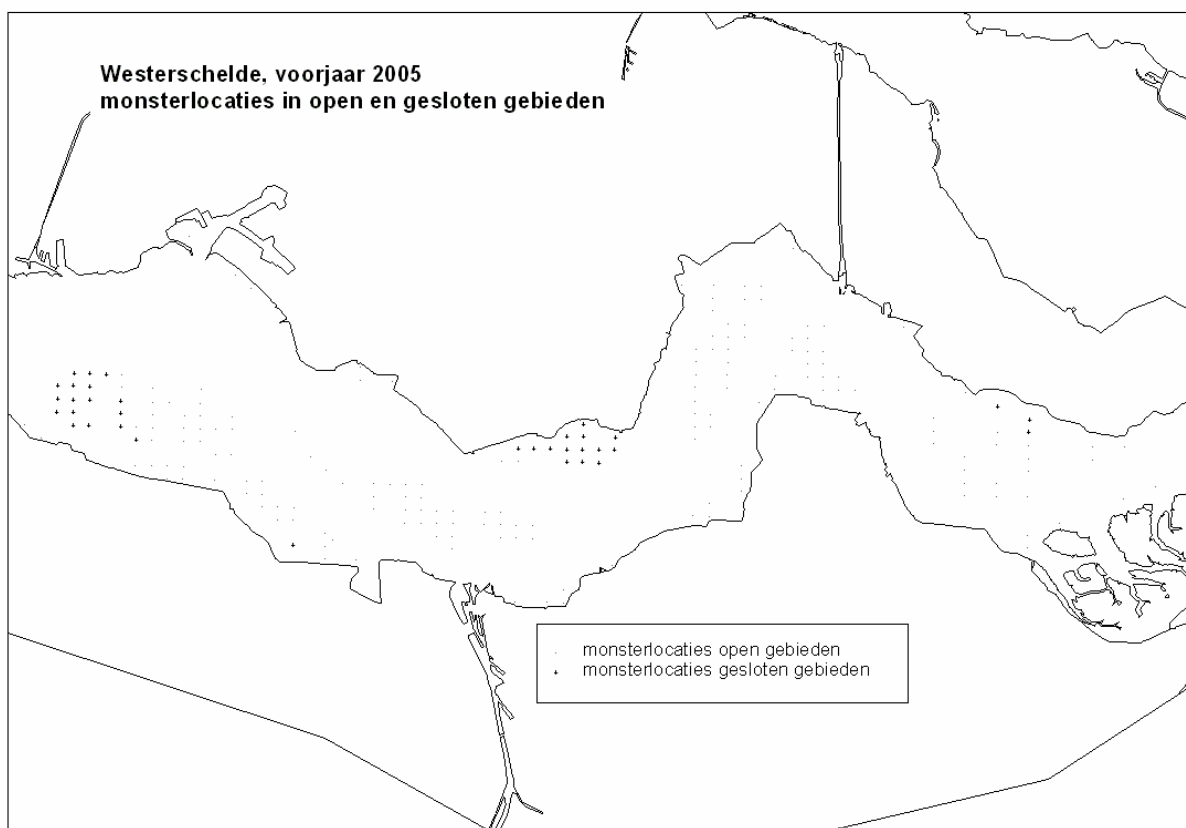 Westerschelde, voorjaar 2005
monsterlocaties in open en gesloten gebieden
monsterlocaties open gebieden
monsterlocaties gesloten gebieden